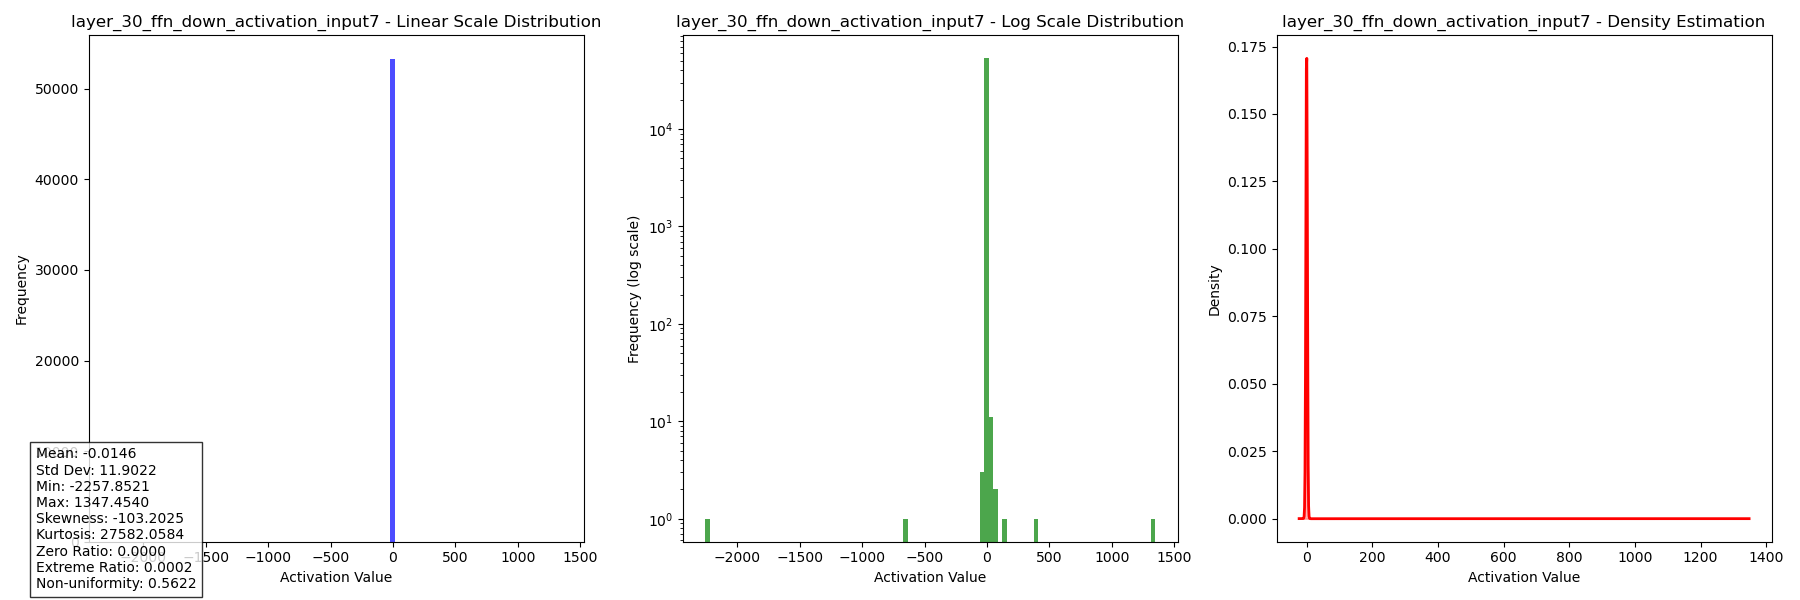 layer_30_ffn_down_activation_input7 - Linear Scale Distribution
50000
40000
30000
20000
Frequency
Mean: -0.0146
Std Dev: 11.9022
Min: -2257.8521
Max: 1347.4540
Skewness: -103.2025
Kurtosis: 27582.0584
Zero Ratio: 0.0000
Extreme Ratio: 0.0002
Non-uniformity: 0.5622
−2000 −1500 −1000 −500 0 500 1000 1500
Activation Value
layer_30_ffn_down_activation_input7 - Log Scale Distribution
10^4
10^3
10^2
10^1
10^0
Frequency (log scale)
−2000 −1500 −1000 −500 0 500 1000 1500
Activation Value
layer_30_ffn_down_activation_input7 - Density Estimation
0.175
0.150
0.125
0.100
0.075
0.050
0.025
0.000
Density
0 200 400 600 800 1000 1200 1400
Activation Value